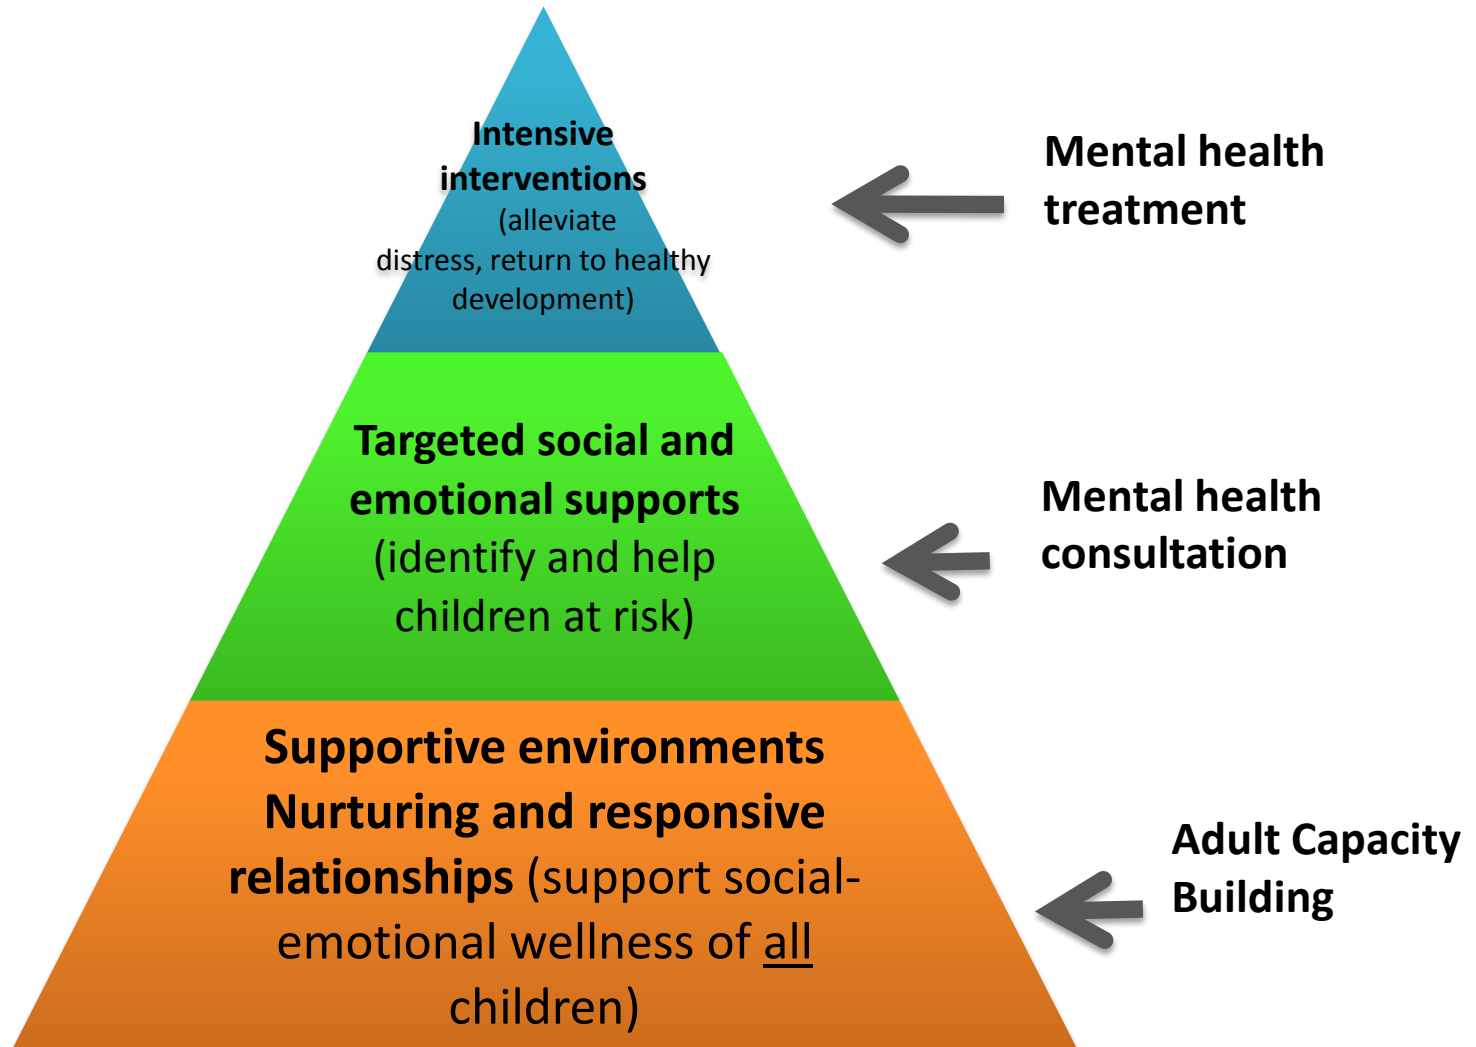 Intensive
interventions
(alleviate
distress, return to healthy
development)
Mental health
treatment
Targeted social and
emotional supports
(identify and help
children at risk)
Mental health
consultation
Supportive environments
Nurturing and responsive
relationships (support social-
emotional wellness of all
children)
Adult Capacity
Building